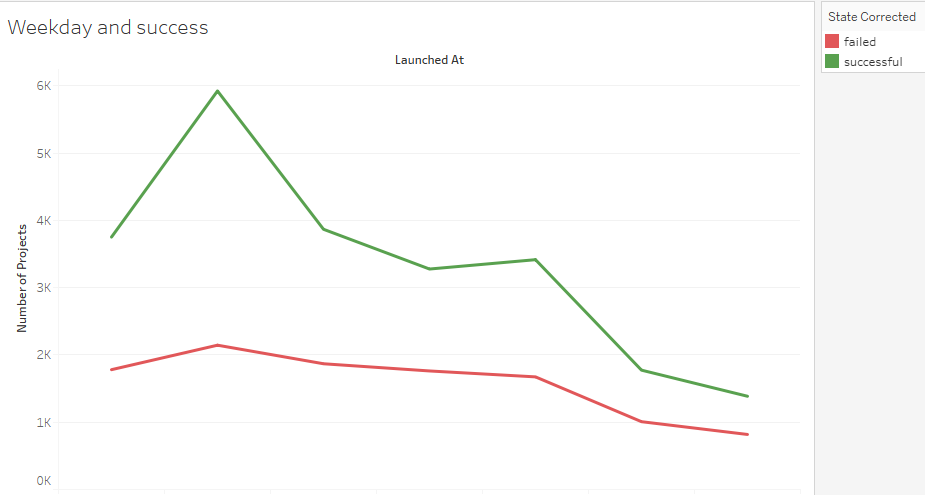 Weekday and success
Launched At
6K
5K
4K
3K
2K
1K
0K
Number of Projects
State Corrected
failed
successful